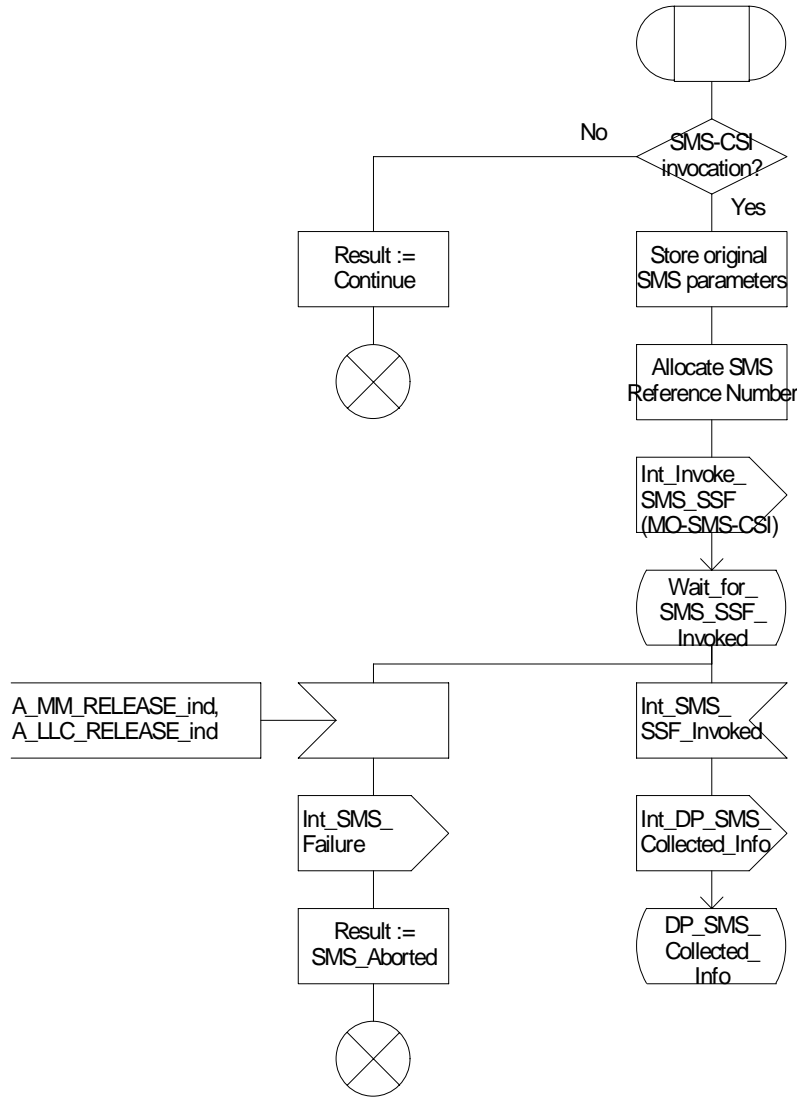 No
SMS-CSI
invocation?
Yes
Result :=
Continue
Store original
SMS parameters
Allocate SMS
Reference Number
Int_Invoke_
SMS_SSF
(MO-SMS-CSI)
Wait_for_
SMS_SSF_
Invoked
A_MM_RELEASE_ind,
A_LLC_RELEASE_ind
Int_SMS_
SSF_Invoked
Int_SMS_
Failure
Int_DP_SMS_
Collected_Info
Result :=
SMS_Aborted
DP_SMS_
Collected_
Info